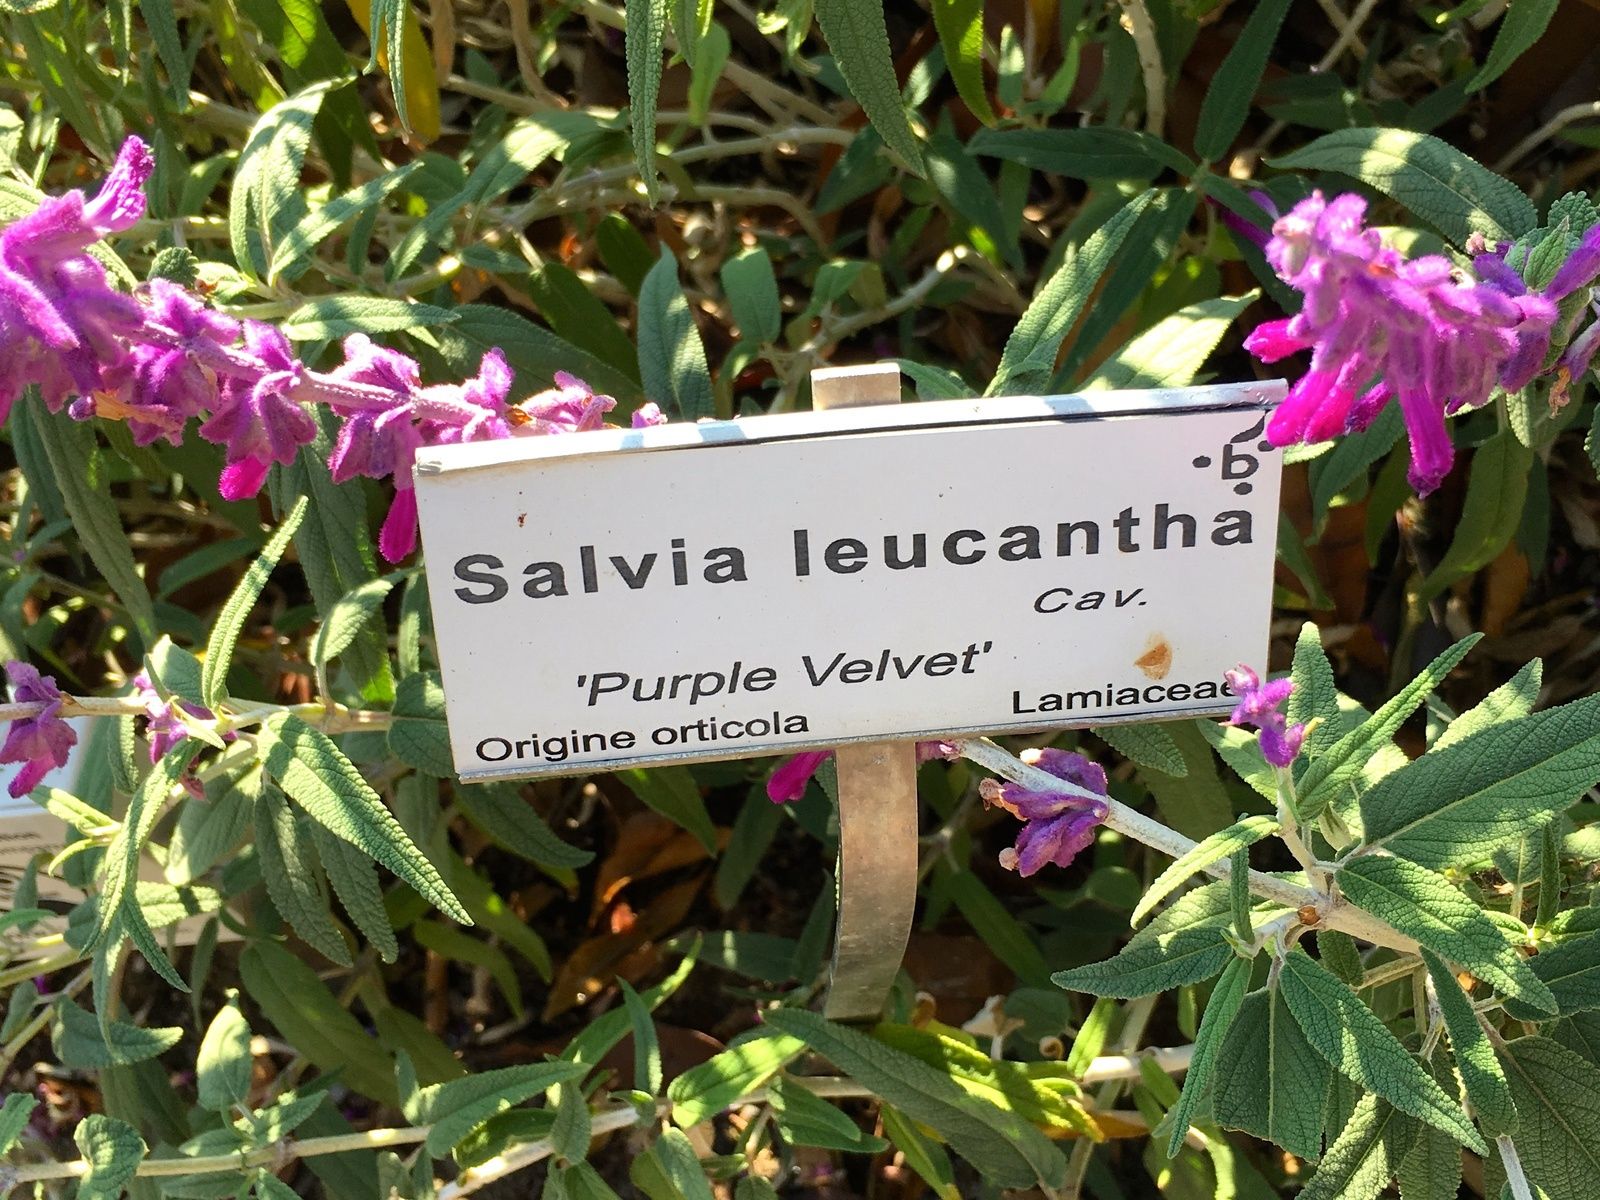 Salvia leucantha
Cav.
'Purple Velvet'
Lamiaceae
Origine orticola